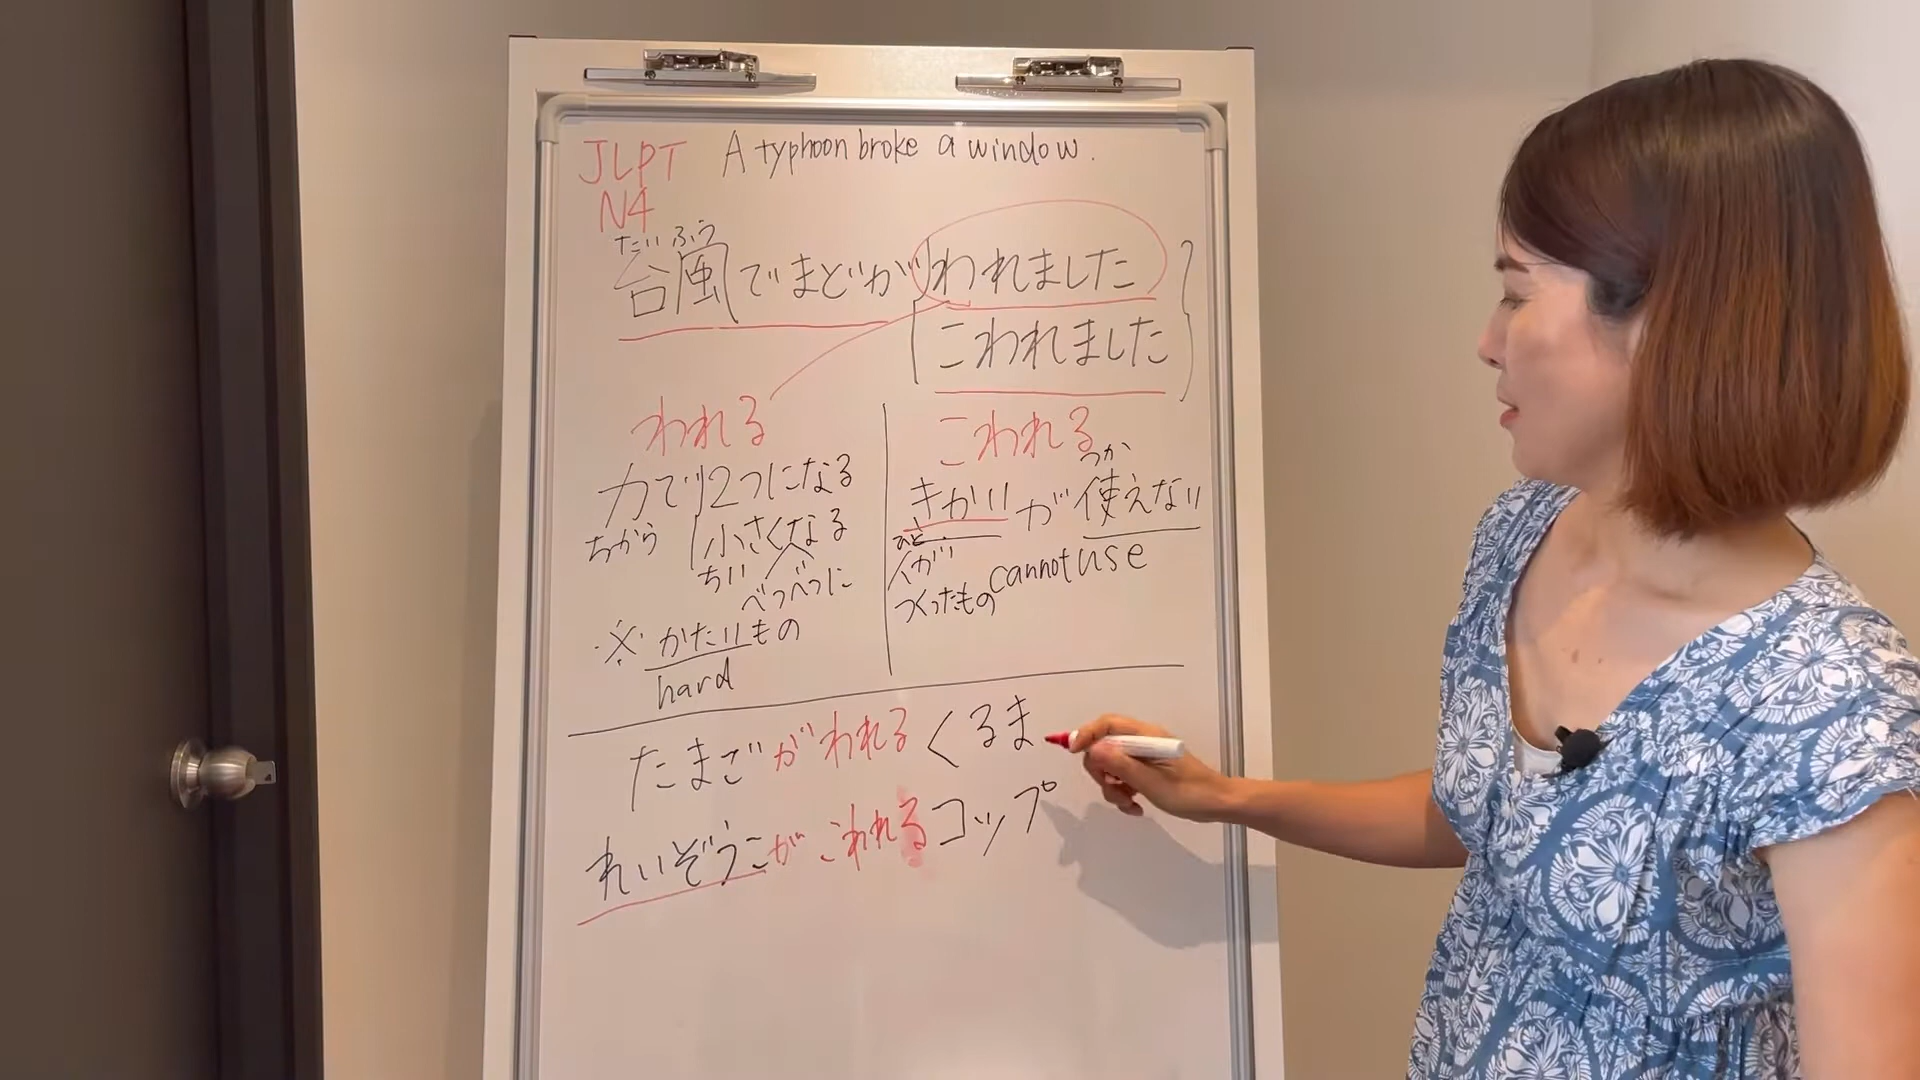 JLPT A typhoon broke a window.
N4
たいふう
台風でまどがわれました
こわれました
われる
力で2つになる
ちから
小さくなる
ちい
べつべつに
※かたいもの
hard
こわれる
つか
きかいが使えない
ひと
人が
つくったもの
cannot use
たまごがわれる くるま
れいぞうこがこわれる コップ